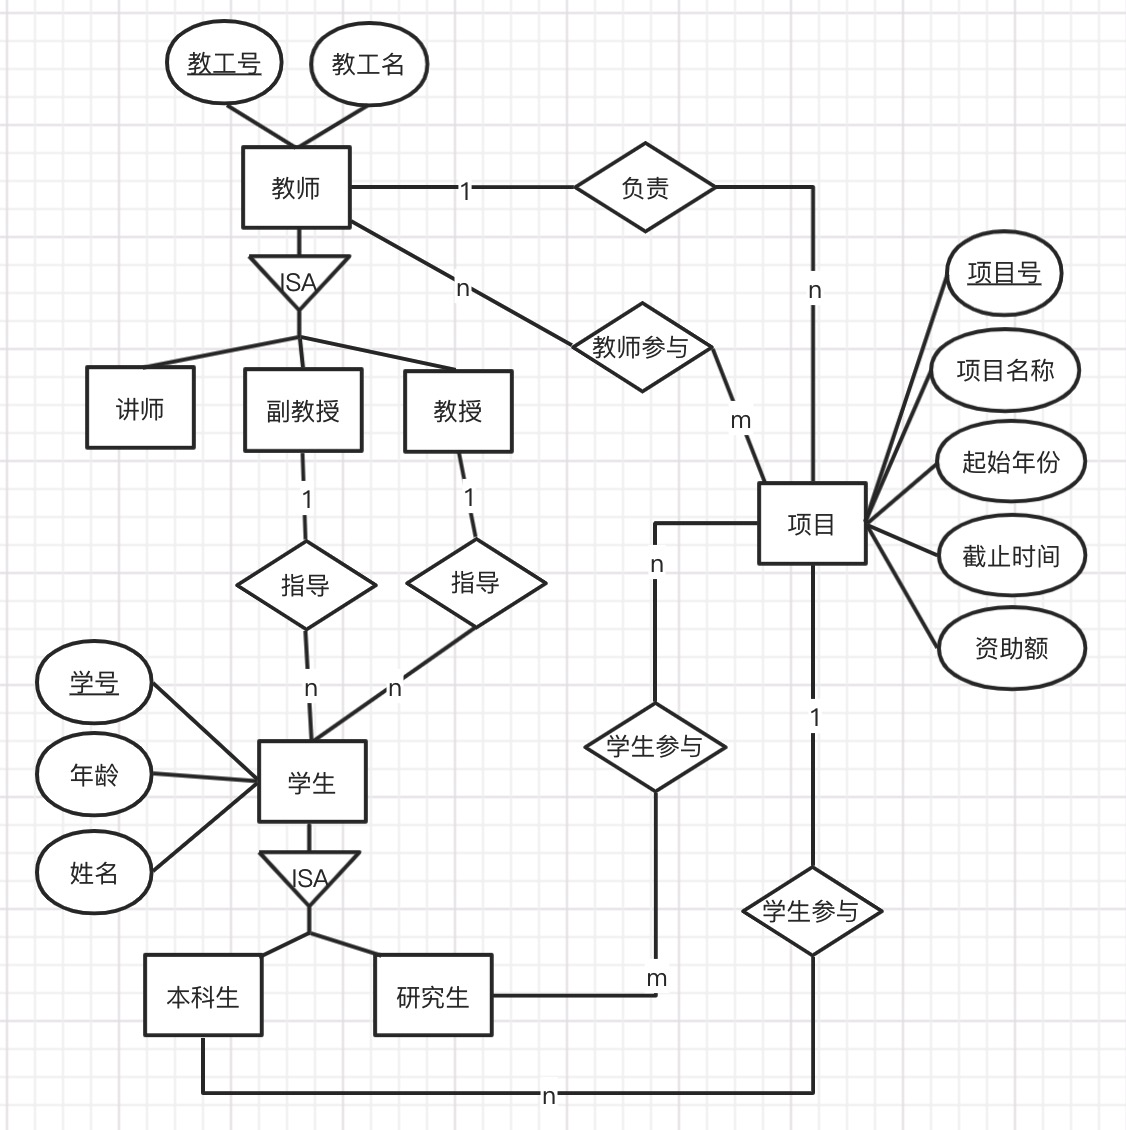 教工号
教工名
教师
1
负责
ISA
n
n
项目号
教师参与
项目名称
讲师
副教授
教授
m
起始年份
1
1
项目
截止时间
n
指导
指导
资助额
学号
n
n
1
学生参与
年龄
学生
姓名
ISA
学生参与
m
本科生
研究生
n